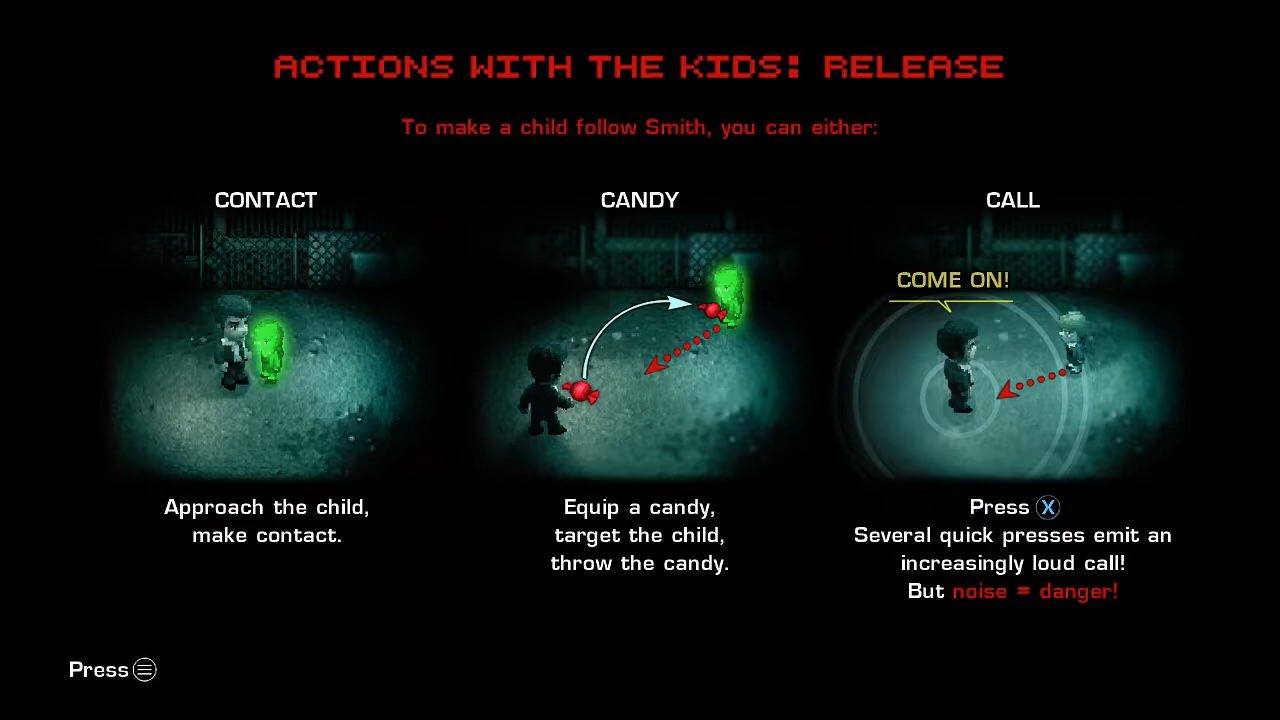 ACTIONS WITH THE KIDS: RELEASE
To make a child follow Smith, you can either:
CONTACT
Approach the child,
make contact.
CANDY
Equip a candy,
target the child,
throw the candy.
CALL
COME ON!
Press X
Several quick presses emit an
increasingly loud call!
But noise = danger!
Press